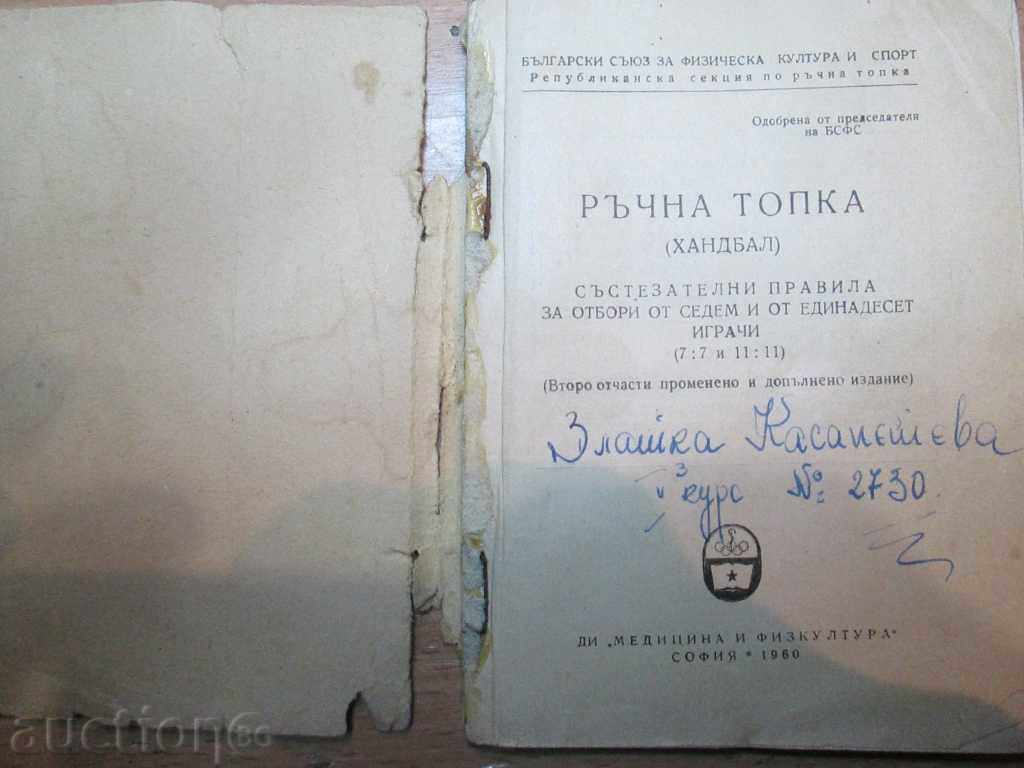 БЪЛГАРСКИ СЪЮЗ ЗА ФИЗИЧЕСКА КУЛТУРА И СПОРТ
Републиканска секция по ръчна топка
Одобрена от председателя
на БСФС
РЪЧНА ТОПКА
(ХАНДБАЛ)
СЪСТЕЗАТЕЛНИ ПРАВИЛА
ЗА ОТБОРИ ОТ СЕДЕМ И ОТ ЕДИНАДЕСЕТ
ИГРАЧИ
(7:7 и 11:11)
(Второ отчасти променено и допълнено издание)
Златка Касапетева
3 курс № 2730
ДИ „МЕДИЦИНА И ФИЗКУЛТУРА"
СОФИЯ * 1960
auction.bg